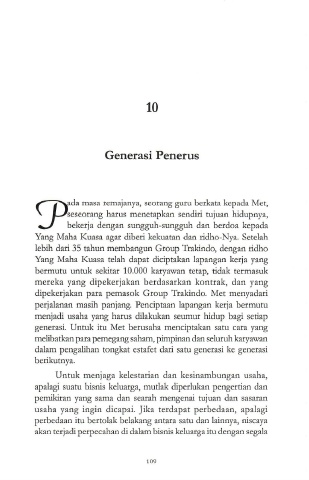 10
Generasi Penerus
Pada masa remajanya, seorang guru berkata kepada Met,
seseorang harus menetapkan sendiri tujuan hidupnya,
bekerja dengan sungguh-sungguh dan berdoa kepada
Yang Maha Kuasa agar diberi kekuatan dan ridho-Nya. Setelah
lebih dari 35 tahun membangun Group Trakindo, dengan ridho
Yang Maha Kuasa telah dapat diciptakan lapangan kerja yang
bermutu untuk sekitar 10.000 karyawan tetap, tidak termasuk
mereka yang dipekerjakan berdasarkan kontrak, dan yang
dipekerjakan para pemasok Group Trakindo. Met menyadari
perjalanan masih panjang. Penciptaan lapangan kerja bermutu
menjadi usaha yang harus dilakukan seumur hidup bagi setiap
generasi. Untuk itu Met berusaha menciptakan satu cara yang
melibatkan para pemegang saham, pimpinan dan seluruh karyawan
dalam pengalihan tongkat estafet dari satu generasi ke generasi
berikutnya.
Untuk menjaga kelestarian dan kesinambungan usaha,
apalagi suatu bisnis keluarga, mutlak diperlukan pengertian dan
pemikiran yang sama dan searah mengenai tujuan dan sasaran
usaha yang ingin dicapai. Jika terdapat perbedaan, apalagi
perbedaan itu bertolak belakang antara satu dan lainnya, niscaya
akan terjadi perpecahan di dalam bisnis keluarga itu dengan segala
109